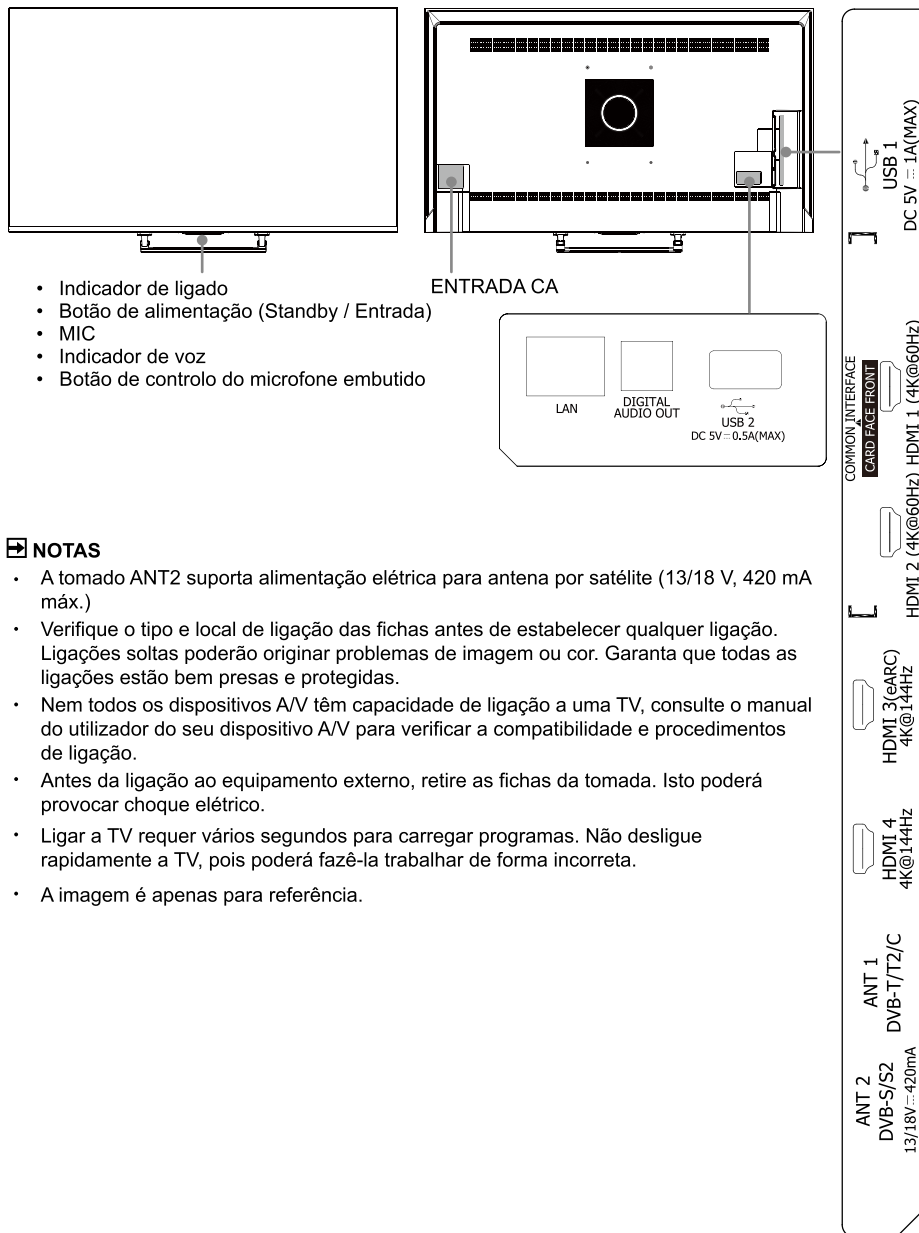 • Indicador de ligado
• Botão de alimentação (Standby / Entrada)
• MIC
• Indicador de voz
• Botão de controlo do microfone embutido
ENTRADA CA
LAN
DIGITAL
AUDIO OUT
USB 2
DC 5V⎓0.5A(MAX)
USB 1
DC 5V ⎓ 1A(MAX)
COMMON INTERFACE
CARD FACE FRONT
HDMI 1 (4K@60Hz)
HDMI 2 (4K@60Hz)
HDMI 3(eARC)
4K@144Hz
HDMI 4
4K@144Hz
ANT 1
DVB-T/T2/C
ANT 2
DVB-S/S2
13/18V⎓420mA
NOTAS
• A tomado ANT2 suporta alimentação elétrica para antena por satélite (13/18 V, 420 mA
máx.)
• Verifique o tipo e local de ligação das fichas antes de estabelecer qualquer ligação.
Ligações soltas poderão originar problemas de imagem ou cor. Garanta que todas as
ligações estão bem presas e protegidas.
• Nem todos os dispositivos A/V têm capacidade de ligação a uma TV, consulte o manual
do utilizador do seu dispositivo A/V para verificar a compatibilidade e procedimentos
de ligação.
• Antes da ligação ao equipamento externo, retire as fichas da tomada. Isto poderá
provocar choque elétrico.
• Ligar a TV requer vários segundos para carregar programas. Não desligue
rapidamente a TV, pois poderá fazê-la trabalhar de forma incorreta.
• A imagem é apenas para referência.